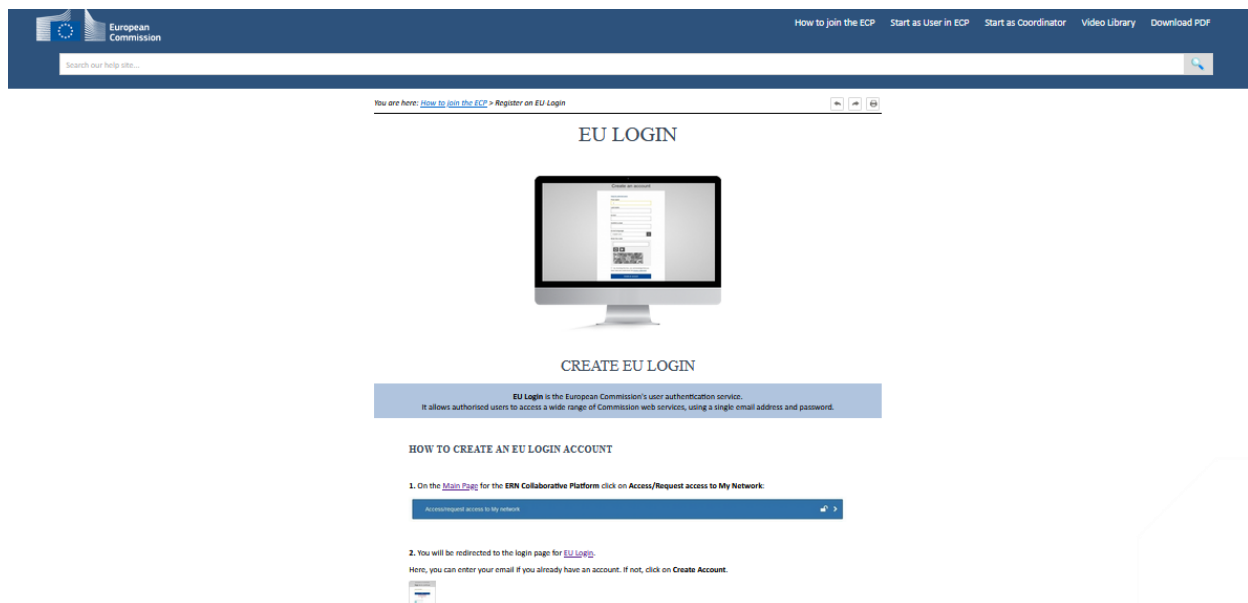 European
Commission
How to join the ECP Start as User in ECP Start as Coordinator Video Library Download PDF
Search our help site...
You are here: How to join the ECP > Register on EU Login
EU LOGIN
Create an account
CREATE EU LOGIN
EU Login is the European Commission's user authentication service.
It allows authorised users to access a wide range of Commission web services, using a single email address and password.
HOW TO CREATE AN EU LOGIN ACCOUNT
1. On the Main Page for the ERN Collaborative Platform click on Access/Request access to My Network:
Access/request access to My network
2. You will be redirected to the login page for EU Login.
Here, you can enter your email if you already have an account. If not, click on Create Account.